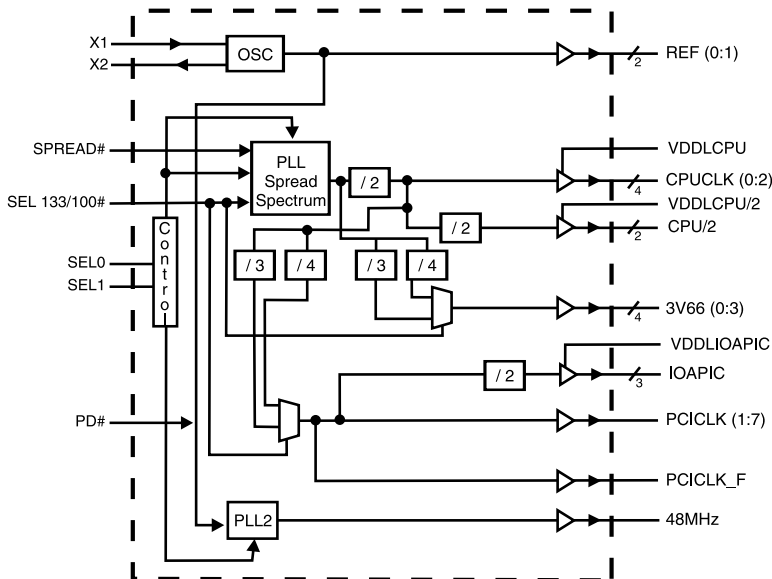 X1
X2
OSC
REF (0:1)
2
SPREAD#
PLL
Spread
Spectrum
/ 2
VDDLCPU
CPUCLK (0:2)
4
SEL 133/100#
VDDLCPU/2
/ 2
CPU/2
2
Control
SEL0
SEL1
/ 3
/ 4
/ 3
/ 4
3V66 (0:3)
4
VDDLIOAPIC
/ 2
IOAPIC
3
PD#
PCICLK (1:7)
PCICLK_F
PLL2
48MHz